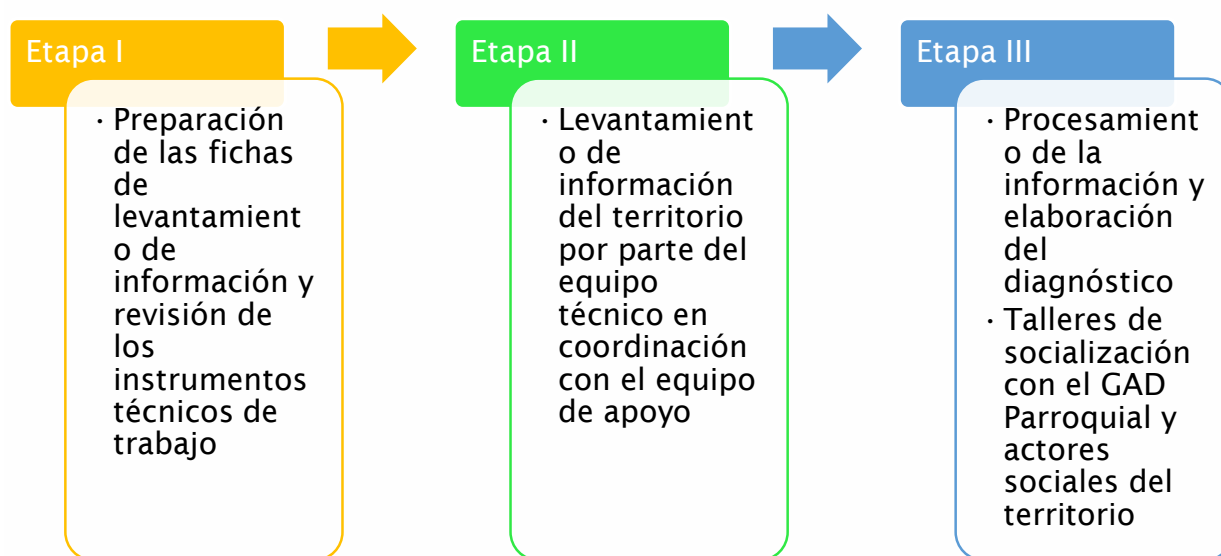 Etapa I
· Preparación
de las fichas
de
levantamient
o de
información y
revisión de
los
instrumentos
técnicos de
trabajo
Etapa II
· Levantamient
o de
información
del territorio
por parte del
equipo
técnico en
coordinación
con el equipo
de apoyo
Etapa III
· Procesamient
o de la
información y
elaboración
del
diagnóstico
· Talleres de
socialización
con el GAD
Parroquial y
actores
sociales del
territorio